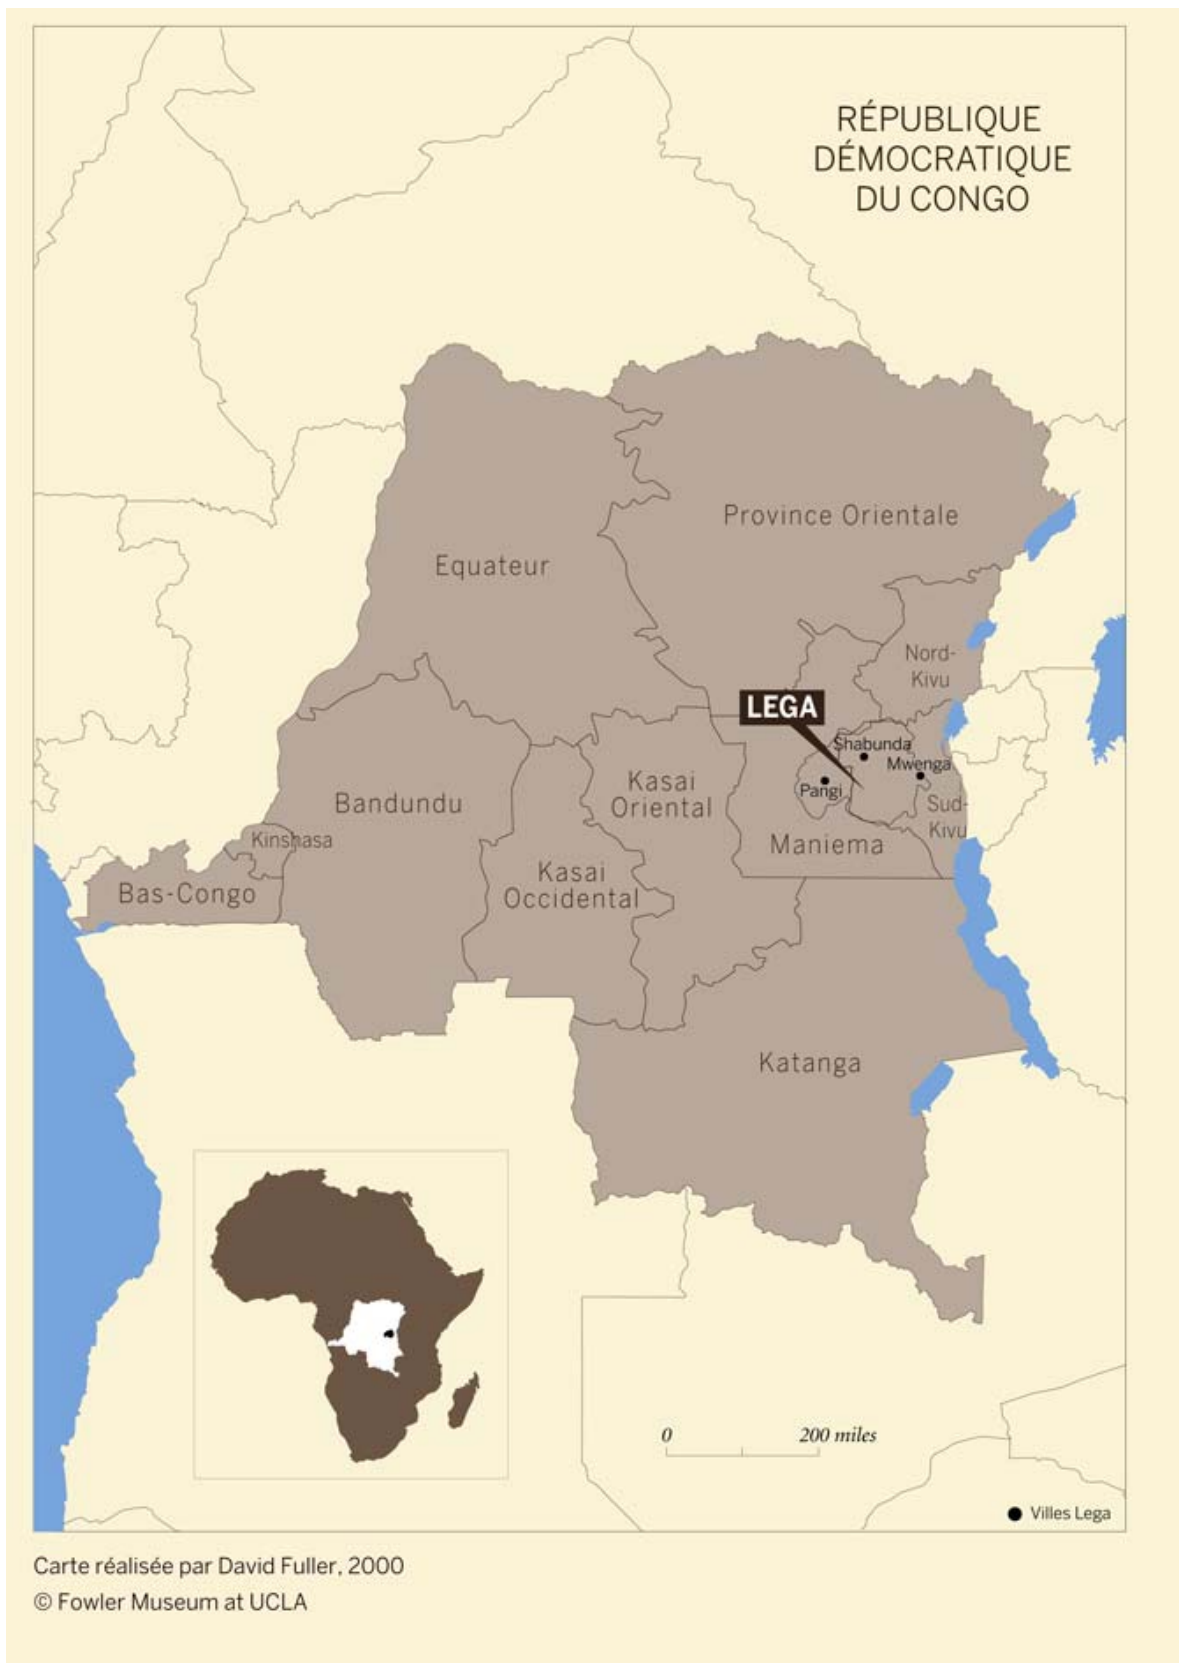 RÉPUBLIQUE
DÉMOCRATIQUE
DU CONGO
Province Orientale
Equateur
Nord-
Kivu
LEGA
Shabunda
Mwenga
Pangi
Kasai
Oriental
Bandundu
Sud-
Kivu
Kinshasa
Maniema
Kasai
Occidental
Bas-Congo
Katanga
0 200 miles
Villes Lega
Carte réalisée par David Fuller, 2000
© Fowler Museum at UCLA